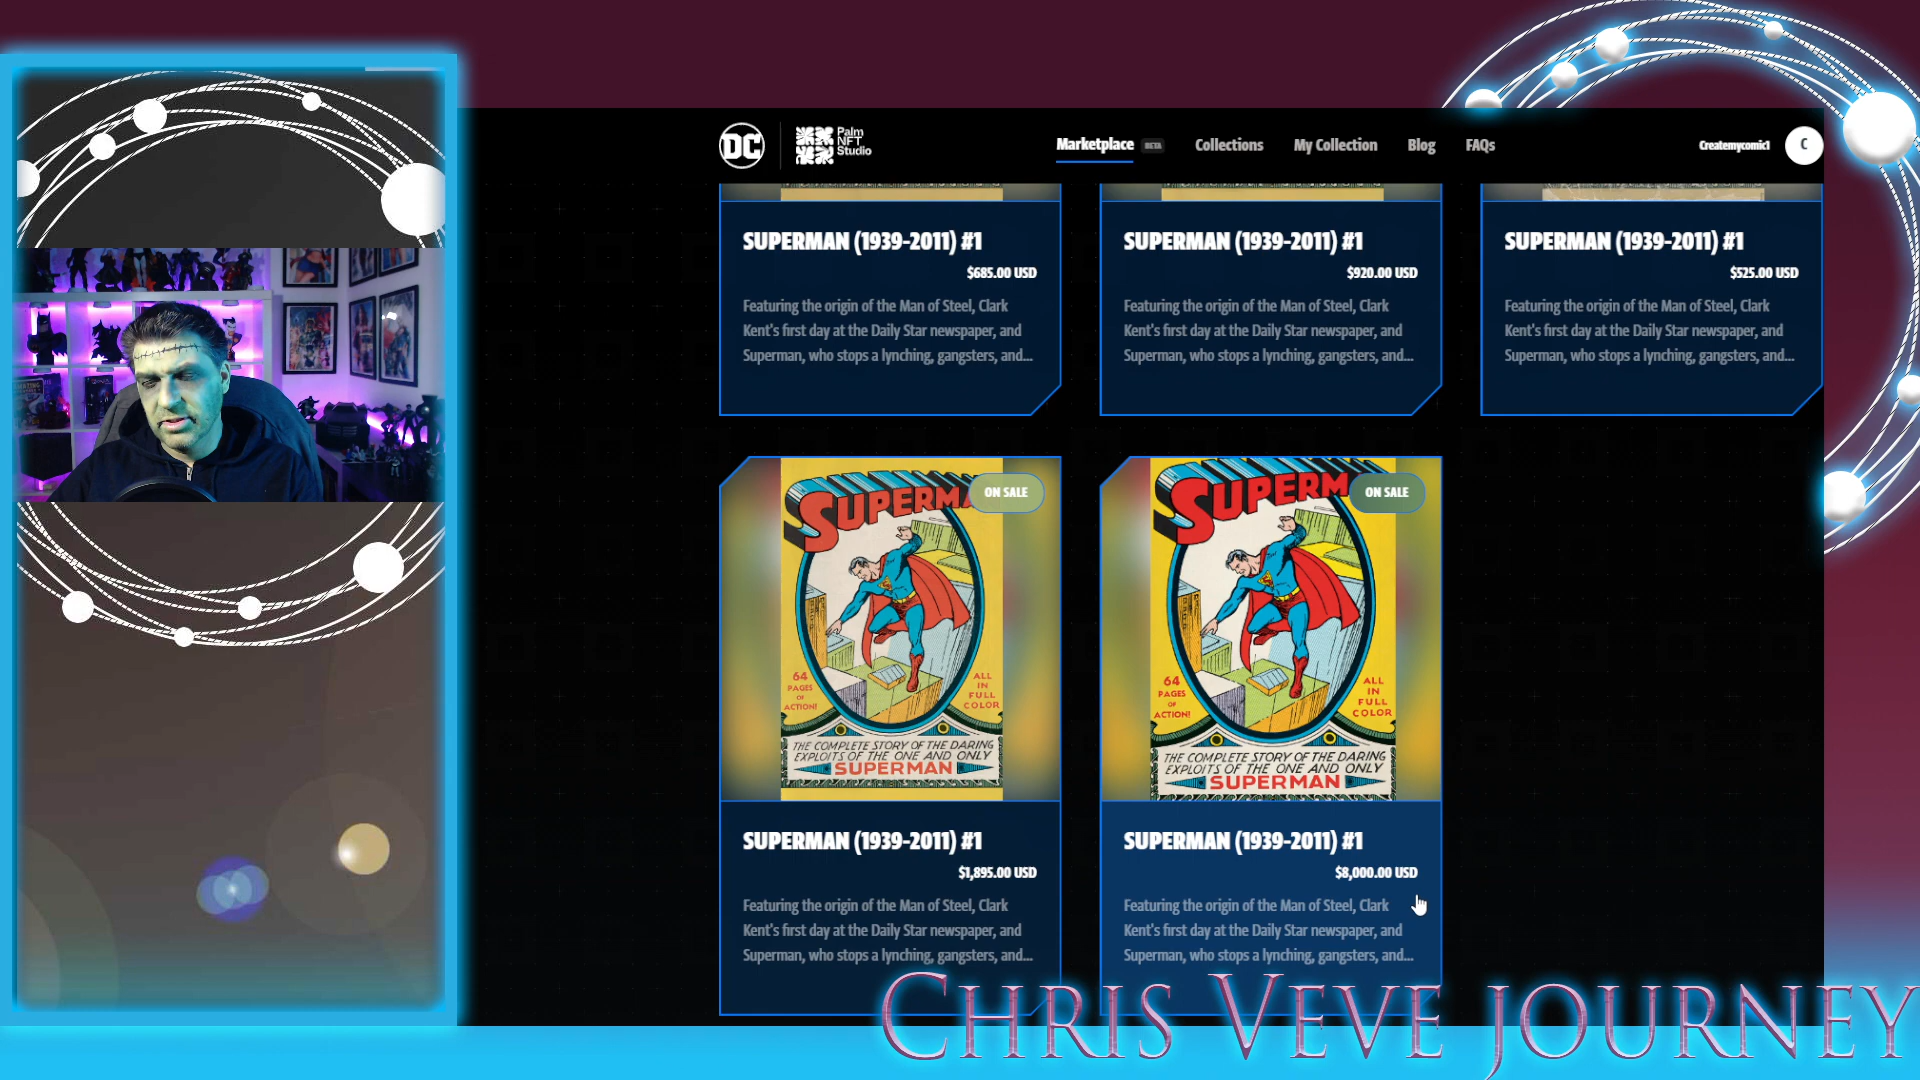 DC
Palm
NFT
Studio
Marketplace BETA Collections My Collection Blog FAQs
Createmycomic1 C
SUPERMAN (1939-2011) #1
$685.00 USD
Featuring the origin of the Man of Steel, Clark
Kent's first day at the Daily Star newspaper, and
Superman, who stops a lynching, gangsters, and...
SUPERMAN (1939-2011) #1
$920.00 USD
Featuring the origin of the Man of Steel, Clark
Kent's first day at the Daily Star newspaper, and
Superman, who stops a lynching, gangsters, and...
SUPERMAN (1939-2011) #1
$525.00 USD
Featuring the origin of the Man of Steel, Clark
Kent's first day at the Daily Star newspaper, and
Superman, who stops a lynching, gangsters, and...
ON SALE
SUPERMA
64
PAGES
OF
ACTION!
ALL
IN
FULL
COLOR
THE COMPLETE STORY OF THE DARING
EXPLOITS OF THE ONE AND ONLY
SUPERMAN
SUPERMAN (1939-2011) #1
$1,895.00 USD
Featuring the origin of the Man of Steel, Clark
Kent's first day at the Daily Star newspaper, and
Superman, who stops a lynching, gangsters, and...
ON SALE
SUPERM
64
PAGES
OF
ACTION!
ALL
IN
FULL
COLOR
THE COMPLETE STORY OF THE DARING
EXPLOITS OF THE ONE AND ONLY
SUPERMAN
SUPERMAN (1939-2011) #1
$8,000.00 USD
Featuring the origin of the Man of Steel, Clark
Kent's first day at the Daily Star newspaper, and
Superman, who stops a lynching, gangsters, and...
CHRIS VEVE JOURNEY